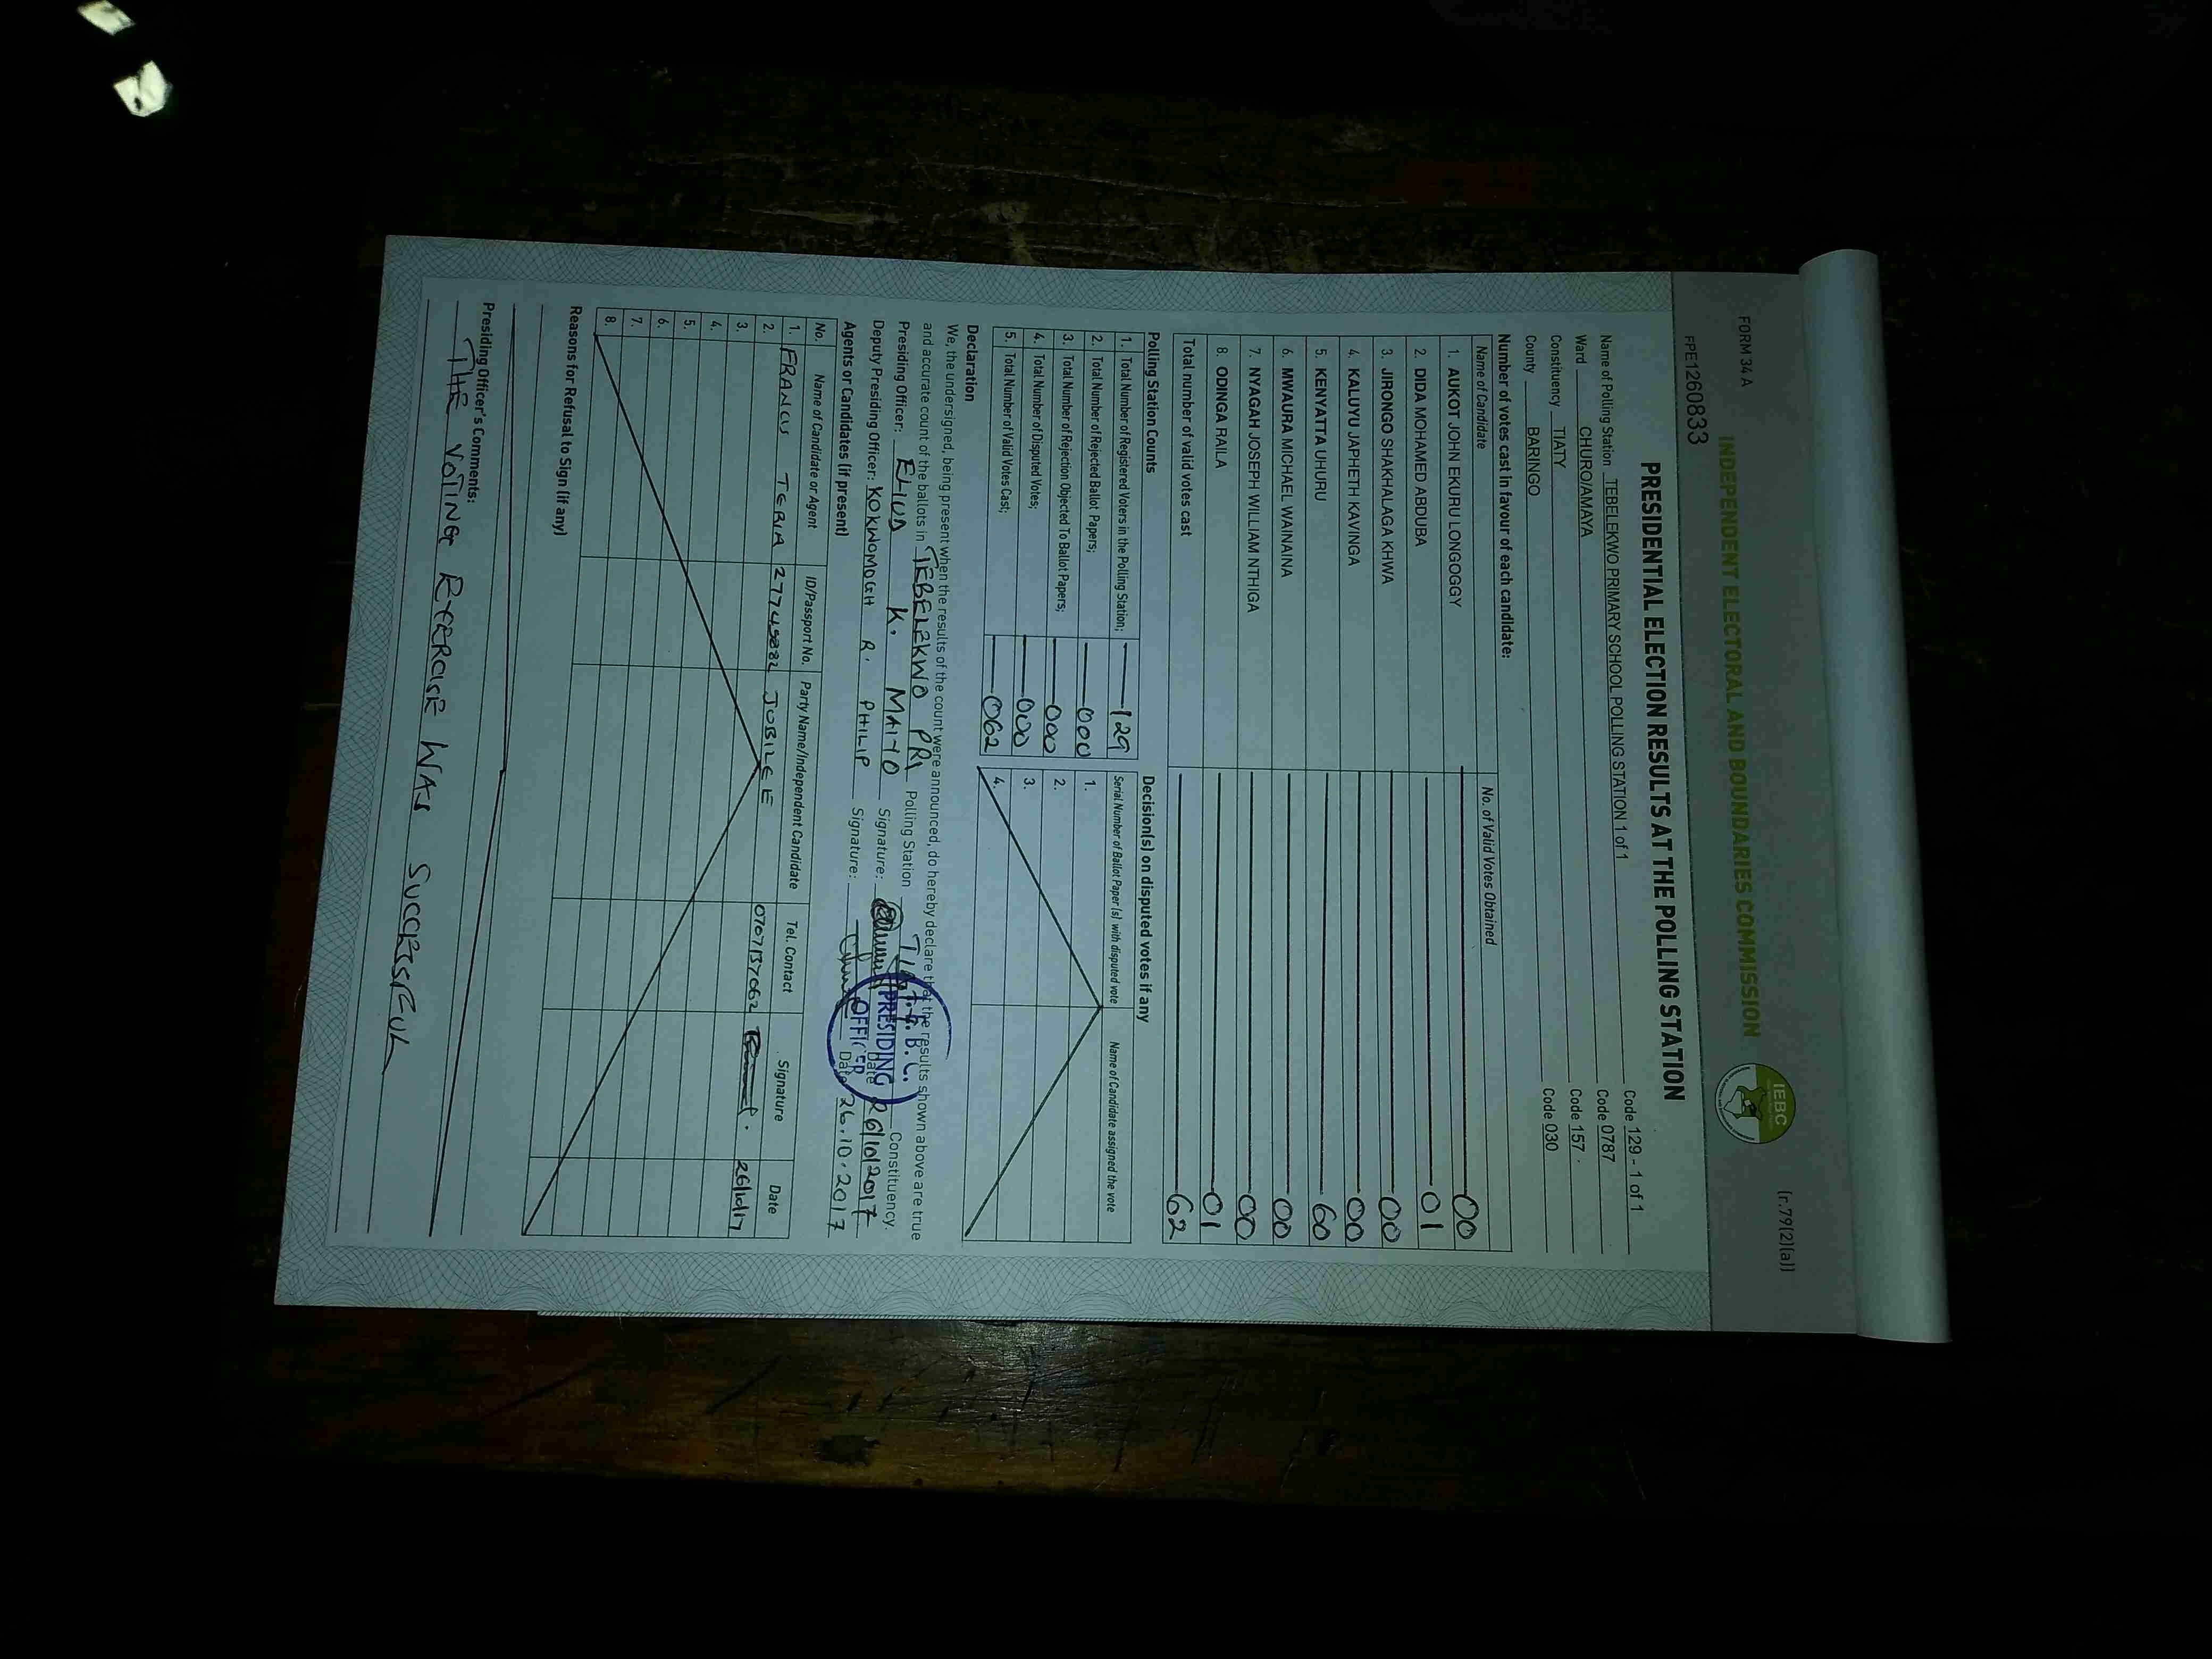 FORM 34 A
(r.79(2)(a))
INDEPENDENT ELECTORAL AND BOUNDARIES COMMISSION
IEBC
FPE1260833
PRESIDENTIAL ELECTION RESULTS AT THE POLLING STATION
Name of Polling Station TEBELEKWO PRIMARY SCHOOL POLLING STATION 1 of 1 Code 129 - 1 of 1
Ward CHURO/AMAYA Code 0787
Constituency TIATY Code 157
County BARINGO Code 030
Number of votes cast in favour of each candidate:
Name of Candidate No. of Valid Votes Obtained
1. AUKOT JOHN EKURU LONGOGGY 00
2. DIDA MOHAMED ABDUBA 01
3. JIRONGO SHAKHALAGA KHWA 00
4. KALUYU JAPHETH KAVINGA 00
5. KENYATTA UHURU 60
6. MWAURA MICHAEL WAINAINA 00
7. NYAGAH JOSEPH WILLIAM NTHIGA 00
8. ODINGA RAILA 01
Total number of valid votes cast 62
Polling Station Counts
1. Total Number of Registered Voters in the Polling Station; 129
2. Total Number of Rejected Ballot Papers; 000
3. Total Number of Rejection Objected To Ballot Papers; 000
4. Total Number of Disputed Votes; 000
5. Total Number of Valid Votes Cast; 062
Decision(s) on disputed votes if any
Serial Number of Ballot Paper (s) with disputed vote Name of Candidate assigned the vote
1.
2.
3.
4.
Declaration
We, the undersigned, being present when the results of the count were announced, do hereby declare that the results shown above are true
and accurate count of the ballots in TEBELEKWO PRI Polling Station Constituency.
Presiding Officer: ELIUD K. MAIYO Signature: Date 26/10/2017
Deputy Presiding Officer: KOKWOMOGH R. PHILIP Signature: Date 26.10.2017
I.E.B.C.
PRESIDING
OFFICER
Agents or Candidates (if present)
No. Name of Candidate or Agent ID/Passport No. Party Name/Independent Candidate Tel. Contact Signature Date
1. FRANCIS TERIA JUBILEE 0707137062 26/10/17
2.
3.
4.
5.
6.
7.
8.
Reasons for Refusal to Sign (if any)
Presiding Officer's Comments:
THE VOTING EXERCISE WAS SUCCESSFUL